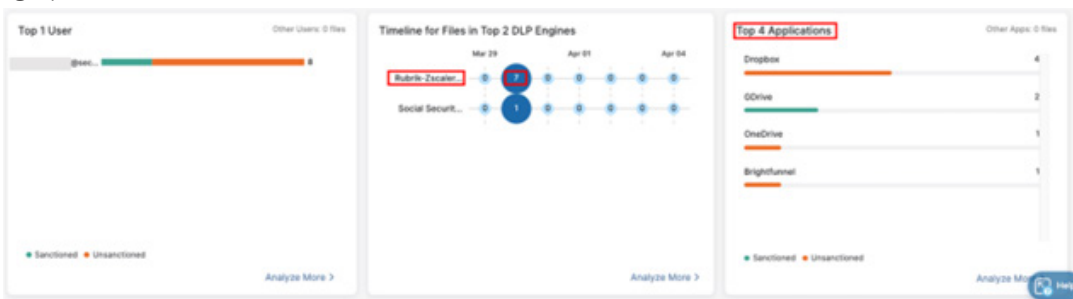 Top 1 User
Other Users: 0 files
@sec...
8
Sanctioned
Unsanctioned
Analyze More >
Timeline for Files in Top 2 DLP Engines
Mar 29
Apr 01
Apr 04
Rubrik-Zscaler...
0
7
0
0
0
0
0
Social Securit...
0
1
0
0
0
0
0
Analyze More >
Top 4 Applications
Other Apps: 0 files
Dropbox
4
GDrive
2
OneDrive
1
Brightfunnel
1
Sanctioned
Unsanctioned
Analyze Mo
Help